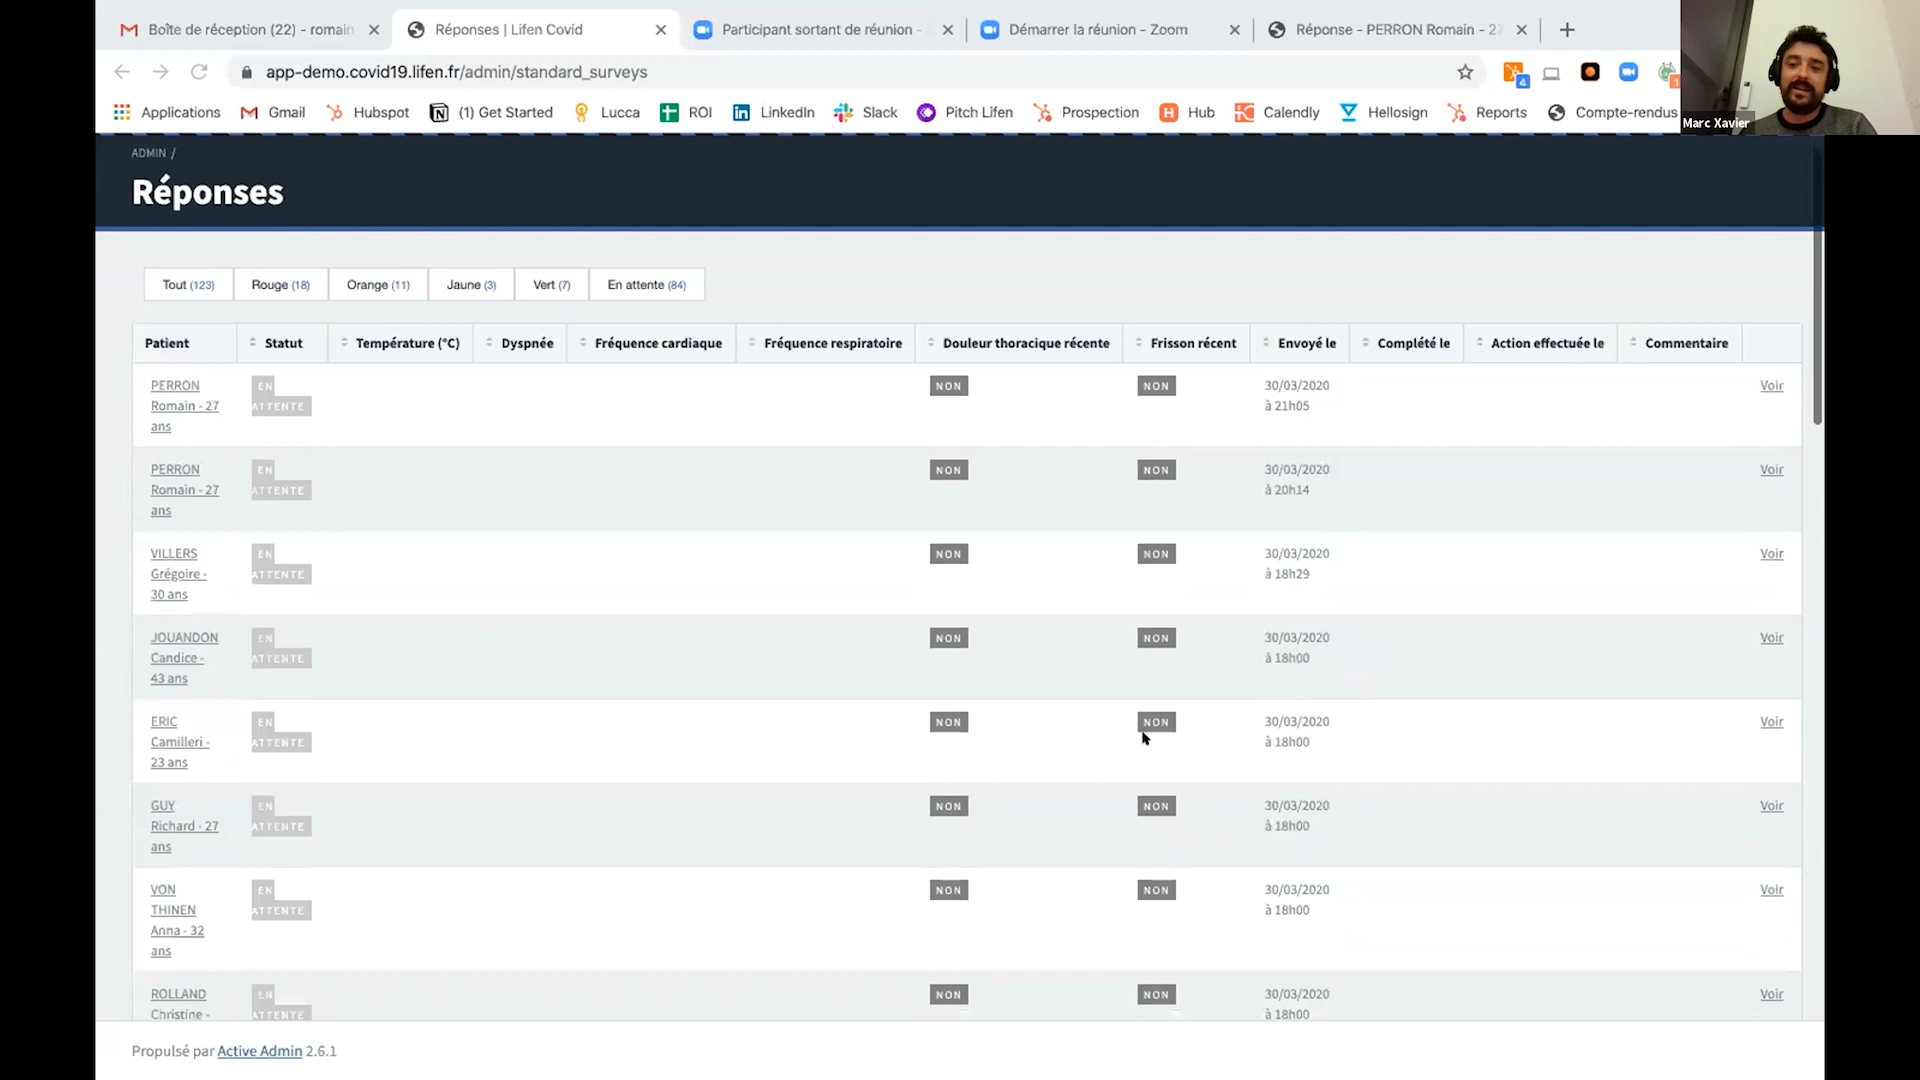 Boîte de réception (22) - romain
Réponses | Lifen Covid
Participant sortant de réunion -
Démarrer la réunion - Zoom
Réponse - PERRON Romain - 27
app-demo.covid19.lifen.fr/admin/standard_surveys
4
1
Applications
Gmail
Hubspot
(1) Get Started
Lucca
ROI
LinkedIn
Slack
Pitch Lifen
Prospection
Hub
Calendly
Hellosign
Reports
Compte-rendus
Marc Xavier
ADMIN /
Réponses
Tout (123)
Rouge (18)
Orange (11)
Jaune (3)
Vert (7)
En attente (84)
Patient
Statut
Température (°C)
Dyspnée
Fréquence cardiaque
Fréquence respiratoire
Douleur thoracique récente
Frisson récent
Envoyé le
Complété le
Action effectuée le
Commentaire
PERRON
Romain - 27
ans
EN
ATTENTE
NON
NON
30/03/2020
à 21h05
Voir
PERRON
Romain - 27
ans
EN
ATTENTE
NON
NON
30/03/2020
à 20h14
Voir
VILLERS
Grégoire -
30 ans
EN
ATTENTE
NON
NON
30/03/2020
à 18h29
Voir
JOUANDON
Candice -
43 ans
EN
ATTENTE
NON
NON
30/03/2020
à 18h00
Voir
ERIC
Camilleri -
23 ans
EN
ATTENTE
NON
NON
30/03/2020
à 18h00
Voir
GUY
Richard - 27
ans
EN
ATTENTE
NON
NON
30/03/2020
à 18h00
Voir
VON
THINEN
Anna - 32
ans
EN
ATTENTE
NON
NON
30/03/2020
à 18h00
Voir
ROLLAND
Christine -
EN
ATTENTE
NON
NON
30/03/2020
à 18h00
Voir
Propulsé par Active Admin 2.6.1